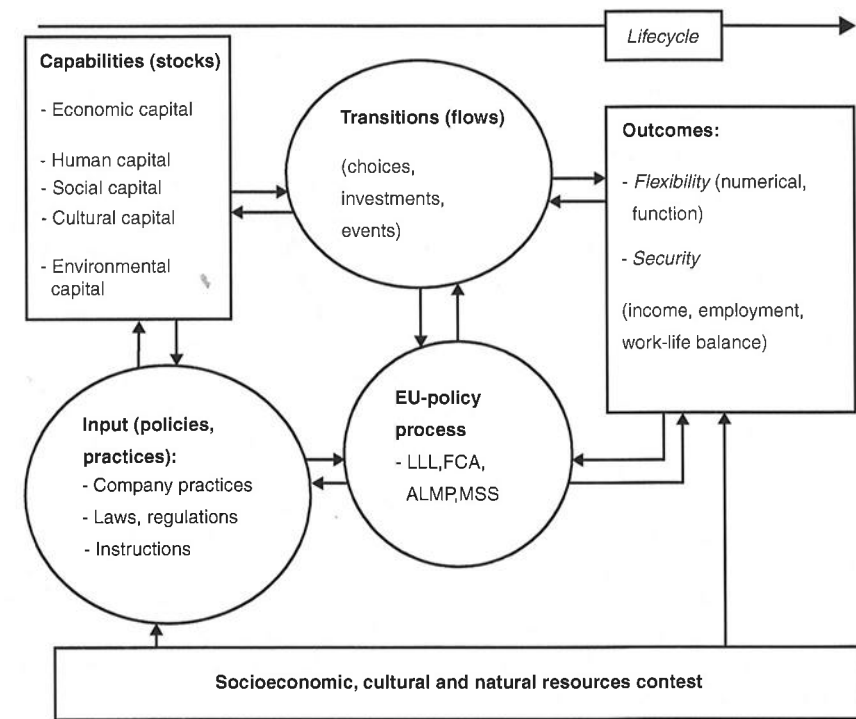 Lifecycle
Capabilities (stocks)
- Economic capital
- Human capital
- Social capital
- Cultural capital
- Environmental
capital
Transitions (flows)
(choices,
investments,
events)
Outcomes:
- Flexibility (numerical,
function)
- Security
(income, employment,
work-life balance)
Input (policies,
practices):
- Company practices
- Laws, regulations
- Instructions
EU-policy
process
- LLL,FCA,
ALMP,MSS
Socioeconomic, cultural and natural resources contest